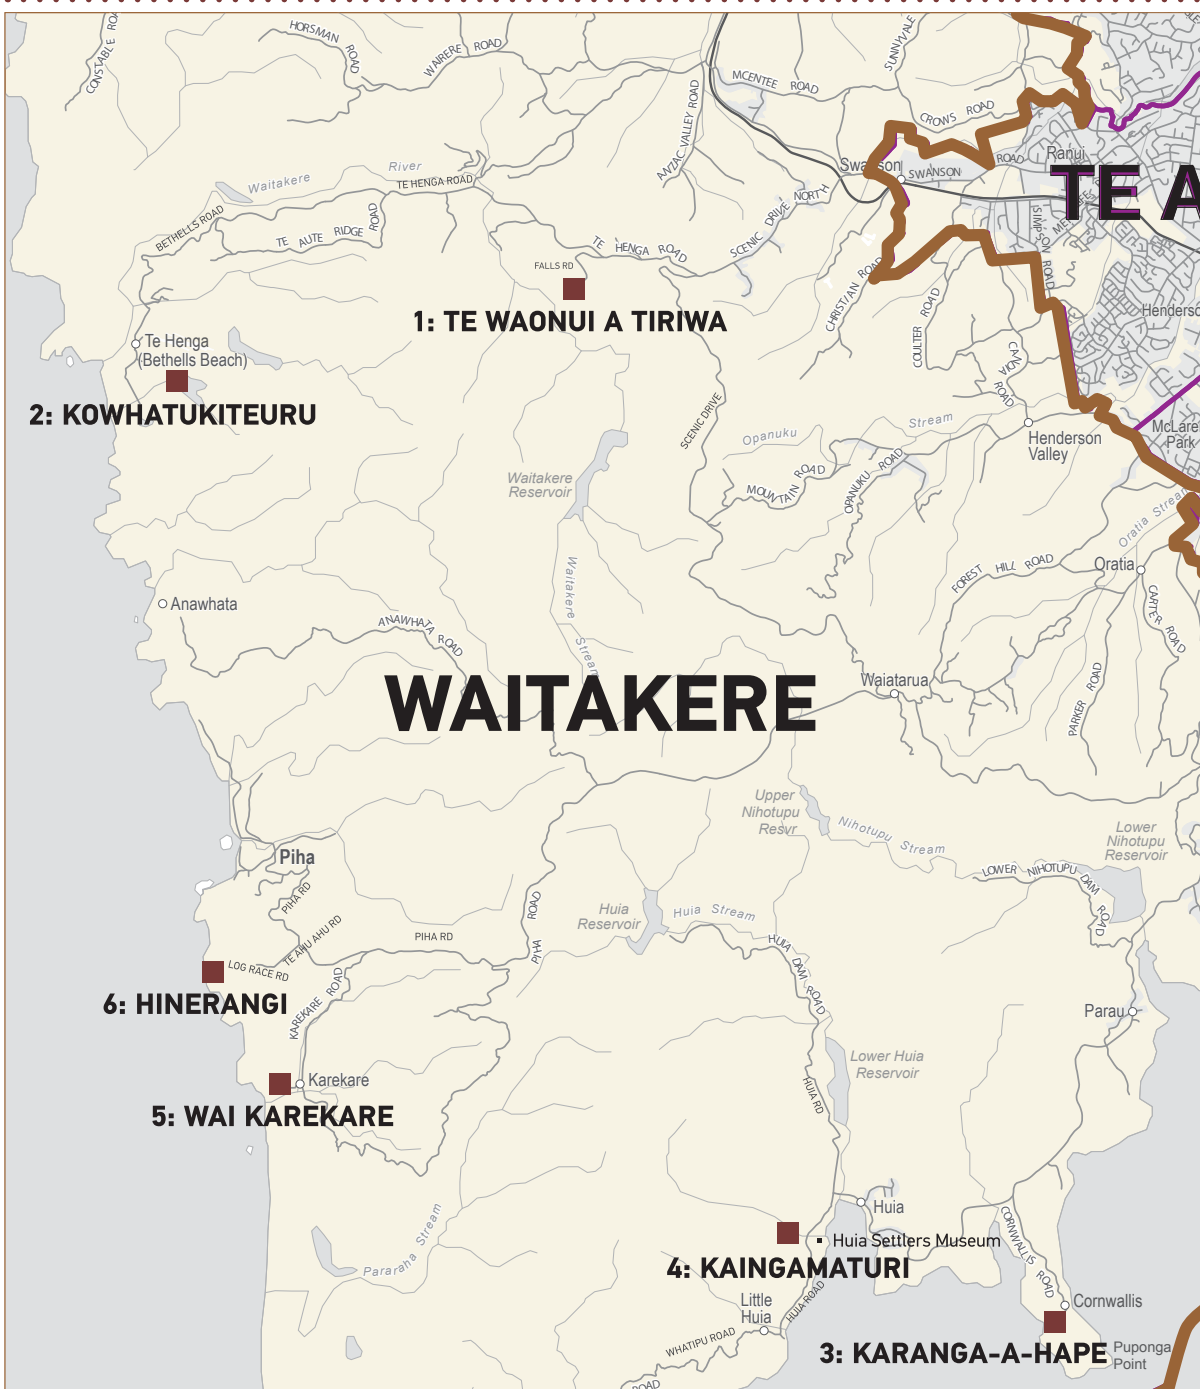 CONSTABLE RO
HORSMAN ROAD
WAIRERE ROAD
SUNNYVALE
MCENTEE ROAD
CROWS ROAD
ANZAC VALLEY ROAD
Swanson
SWANSON ROAD
Ranui
TE A
SIMPSON ROAD
Waitakere River
TE HENGA ROAD
BETHELLS ROAD
TE AUTE RIDGE ROAD
TE HENGA ROAD
SCENIC DRIVE NORTH
FALLS RD
1: TE WAONUI A TIRIWA
CHRISTIAN ROAD
COULTER ROAD
CANDIA ROAD
Henderso
Te Henga
(Bethells Beach)
2: KOWHATUKITEURU
SCENIC DRIVE
Opanuku Stream
Henderson
Valley
McLare
Park
MOUNTAIN ROAD
OPANUKU ROAD
Waitakere
Reservoir
Oratia Stream
Oratia
FOREST HILL ROAD
CARTER ROAD
Waitakere Stream
Anawhata
ANAWHATA ROAD
WAITAKERE
Waiatarua
PARKER ROAD
Upper
Nihotupu
Resvr
Nihotupu Stream
Lower
Nihotupu
Reservoir
LOWER NIHOTUPU DAM ROAD
Piha
PIHA RD
TE AHU AHU RD
PIHA RD
PIHA ROAD
Huia
Reservoir
Huia Stream
HUIA DAM ROAD
LOG RACE RD
6: HINERANGI
KAREKARE ROAD
Parau
Lower Huia
Reservoir
Karekare
5: WAI KAREKARE
HUIA RD
Huia
Pararaha Stream
Huia Settlers Museum
4: KAINGAMATURI
CORNWALLIS ROAD
Little
Huia
HUIA ROAD
Cornwallis
WHATIPU ROAD
3: KARANGA-A-HAPE
Puponga
Point
ROAD